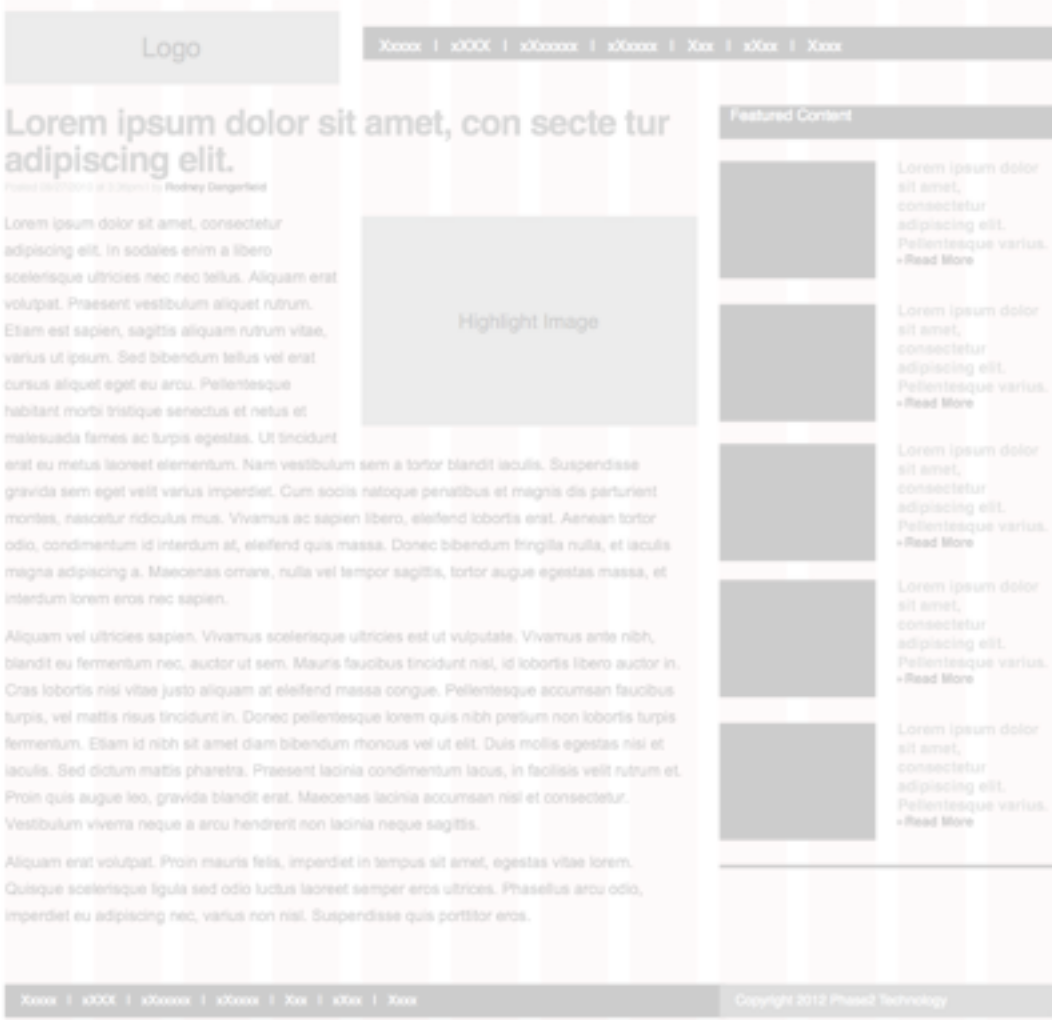 Logo
Xxxxx | xXXX | xXxxxxx | xXxxxx | Xxx | xXxx | Xxxx
Lorem ipsum dolor sit amet, con secte tur
adipiscing elit.
Posted at by Rodney Dangerfield
Lorem ipsum dolor sit amet, consectetur
adipiscing elit. In sodales enim a libero
scelerisque ultricies nec nec tellus. Aliquam erat
volutpat. Praesent vestibulum aliquet rutrum.
Etiam est sapien, sagittis aliquam rutrum vitae,
varius ut ipsum. Sed bibendum tellus vel erat
cursus aliquet eget eu arcu. Pellentesque
habitant morbi tristique senectus et netus et
malesuada fames ac turpis egestas. Ut tincidunt
erat eu metus laoreet elementum. Nam vestibulum sem a tortor blandit iaculis. Suspendisse
gravida sem eget velit varius imperdiet. Cum sociis natoque penatibus et magnis dis parturient
montes, nascetur ridiculus mus. Vivamus ac sapien libero, eleifend lobortis erat. Aenean tortor
odio, condimentum id interdum at, eleifend quis massa. Donec bibendum fringilla nulla, et iaculis
magna adipiscing a. Maecenas ornare, nulla vel tempor sagittis, tortor augue egestas massa, et
interdum lorem eros nec sapien.
Aliquam vel ultricies sapien. Vivamus scelerisque ultricies est ut vulputate. Vivamus ante nibh,
blandit eu fermentum nec, auctor ut sem. Mauris faucibus tincidunt nisl, id lobortis libero auctor in.
Cras lobortis nisi vitae justo aliquam at eleifend massa congue. Pellentesque accumsan faucibus
turpis, vel mattis risus tincidunt in. Donec pellentesque lorem quis nibh pretium non lobortis turpis
fermentum. Etiam id nibh sit amet diam bibendum rhoncus vel ut elit. Duis mollis egestas nisi et
iaculis. Sed dictum mattis pharetra. Praesent lacinia condimentum lacus, in facilisis velit rutrum et.
Proin quis augue leo, gravida blandit erat. Maecenas lacinia accumsan nisl et consectetur.
Vestibulum viverra neque a arcu hendrerit non lacinia neque sagittis.
Aliquam erat volutpat. Proin mauris felis, imperdiet in tempus sit amet, egestas vitae lorem.
Quisque scelerisque ligula sed odio luctus laoreet semper eros ultrices. Phasellus arcu odio,
imperdiet eu adipiscing nec, varius non nisl. Suspendisse quis porttitor eros.
Highlight Image
Featured Content
Lorem ipsum dolor
sit amet,
consectetur
adipiscing elit.
Pellentesque varius.
» Read More
Lorem ipsum dolor
sit amet,
consectetur
adipiscing elit.
Pellentesque varius.
» Read More
Lorem ipsum dolor
sit amet,
consectetur
adipiscing elit.
Pellentesque varius.
» Read More
Lorem ipsum dolor
sit amet,
consectetur
adipiscing elit.
Pellentesque varius.
» Read More
Lorem ipsum dolor
sit amet,
consectetur
adipiscing elit.
Pellentesque varius.
» Read More
Xxxxx | xXXX | xXxxxxx | xXxxxx | Xxx | xXxx | Xxxx
Copyright 2012 Phase2 Technology